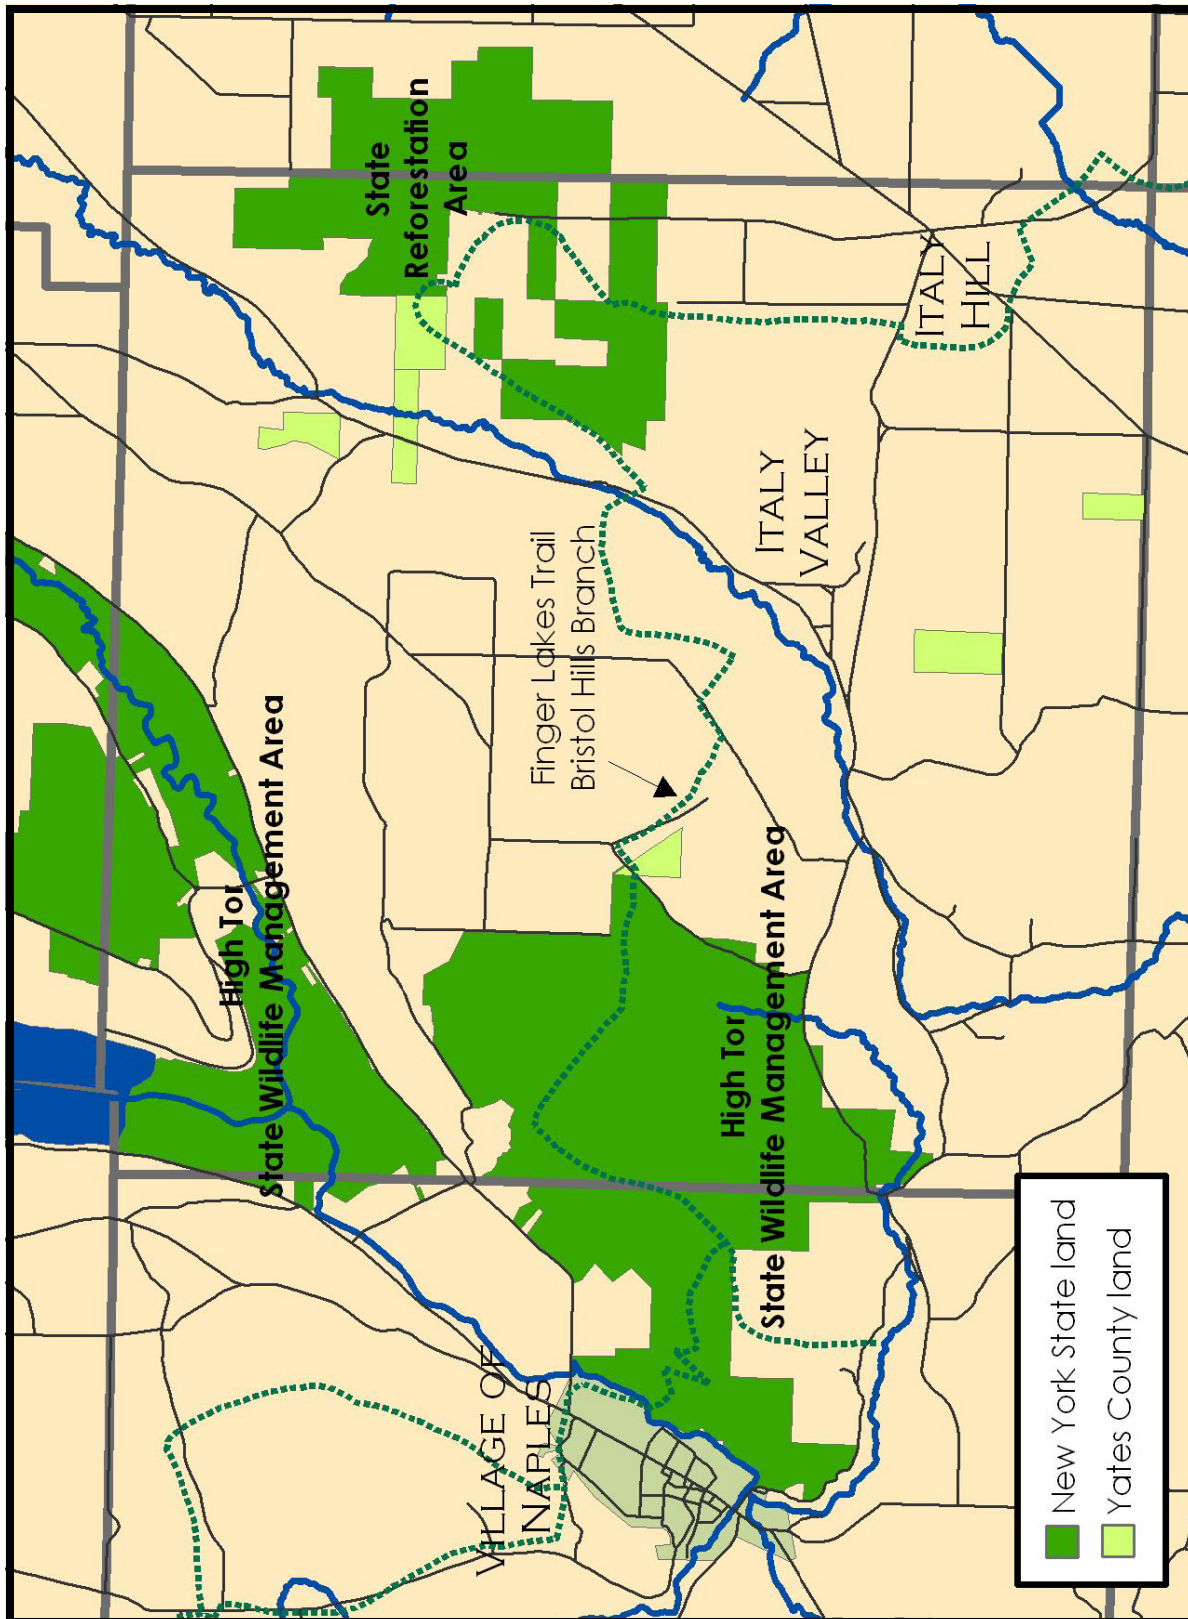 State
Reforestation
Area
High Tor
State Wildlife Management Area
Finger Lakes Trail
Bristol Hills Branch
ITALY
HILL
ITALY
VALLEY
High Tor
State Wildlife Management Area
VILLAGE OF
NAPLES
New York State land
Yates County land